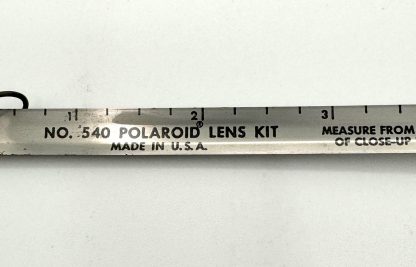 1 2 3
NO. 540 POLAROID® LENS KIT
MADE IN U.S.A.
MEASURE FROM
OF CLOSE-UP